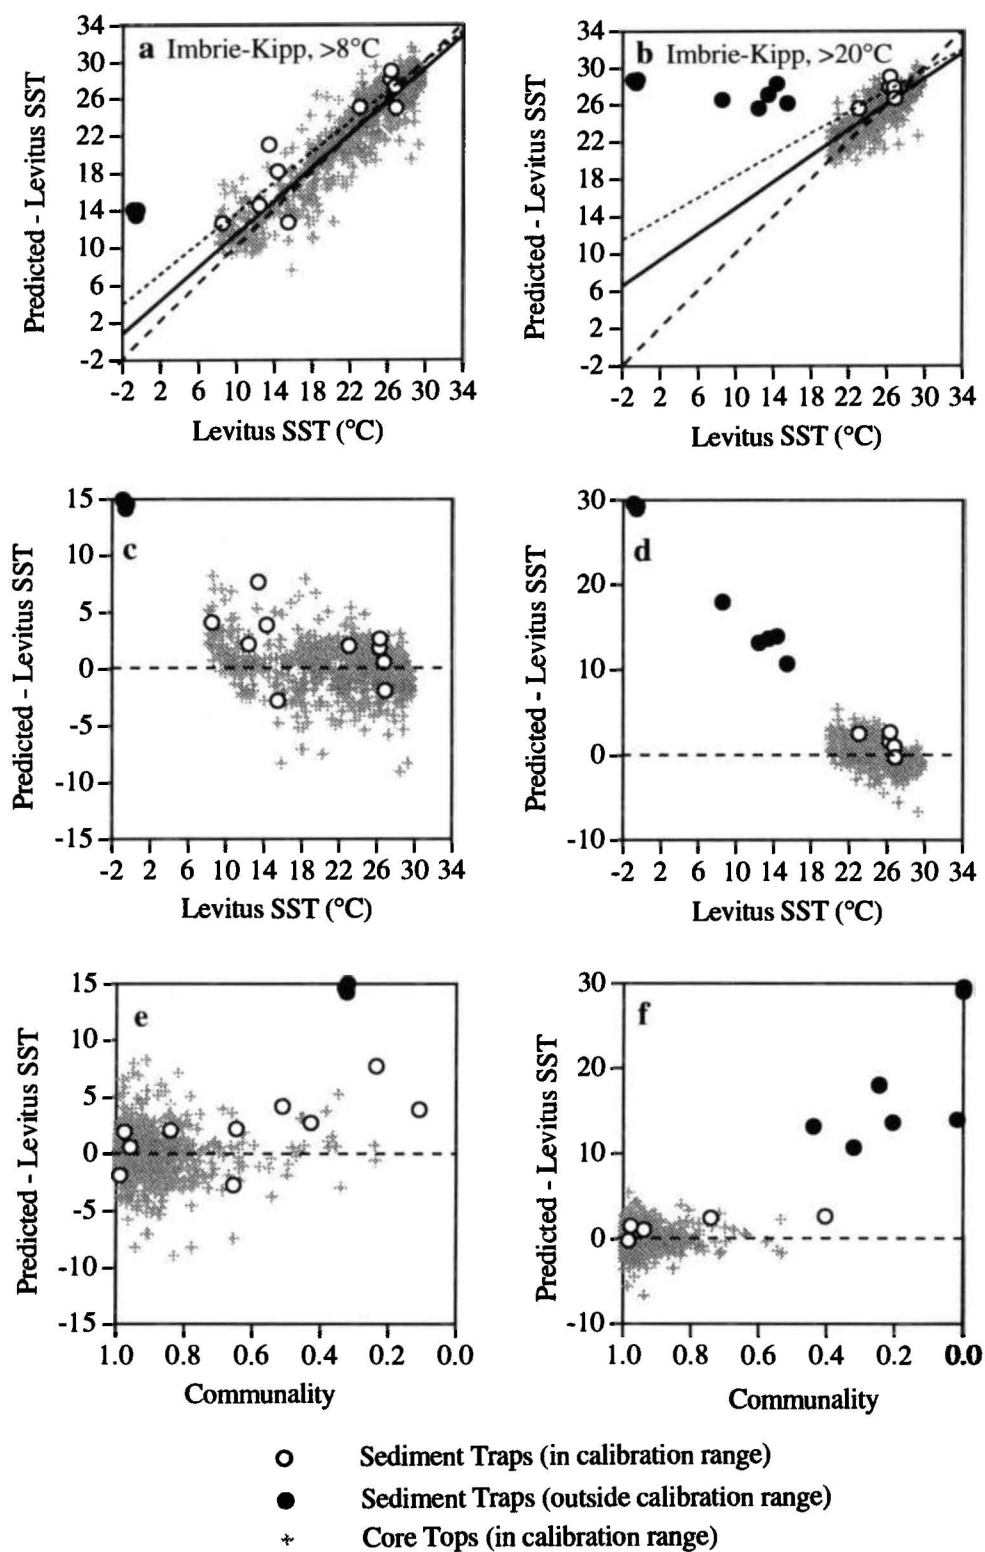 a Imbrie-Kipp, >8°C
Predicted - Levitus SST
34
30
26
22
18
14
10
6
2
-2
-2 2 6 10 14 18 22 26 30 34
Levitus SST (°C)
b Imbrie-Kipp, >20°C
Predicted - Levitus SST
34
30
26
22
18
14
10
6
2
-2
-2 2 6 10 14 18 22 26 30 34
Levitus SST (°C)
c
Predicted - Levitus SST
15
10
5
0
-5
-10
-15
-2 2 6 10 14 18 22 26 30 34
Levitus SST (°C)
d
Predicted - Levitus SST
30
20
10
0
-10
-2 2 6 10 14 18 22 26 30 34
Levitus SST (°C)
e
Predicted - Levitus SST
15
10
5
0
-5
-10
-15
1.0 0.8 0.6 0.4 0.2 0.0
Communality
f
Predicted - Levitus SST
30
20
10
0
-10
1.0 0.8 0.6 0.4 0.2 0.0
Communality
Sediment Traps (in calibration range)
Sediment Traps (outside calibration range)
Core Tops (in calibration range)